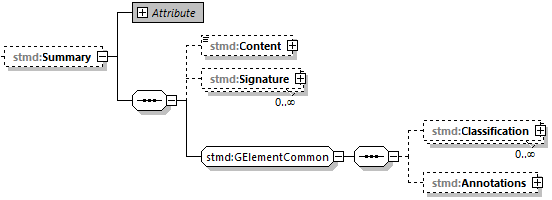 Attribute
stmd:Summary
stmd:Content
stmd:Signature
0..∞
stmd:GElementCommon
stmd:Classification
0..∞
stmd:Annotations